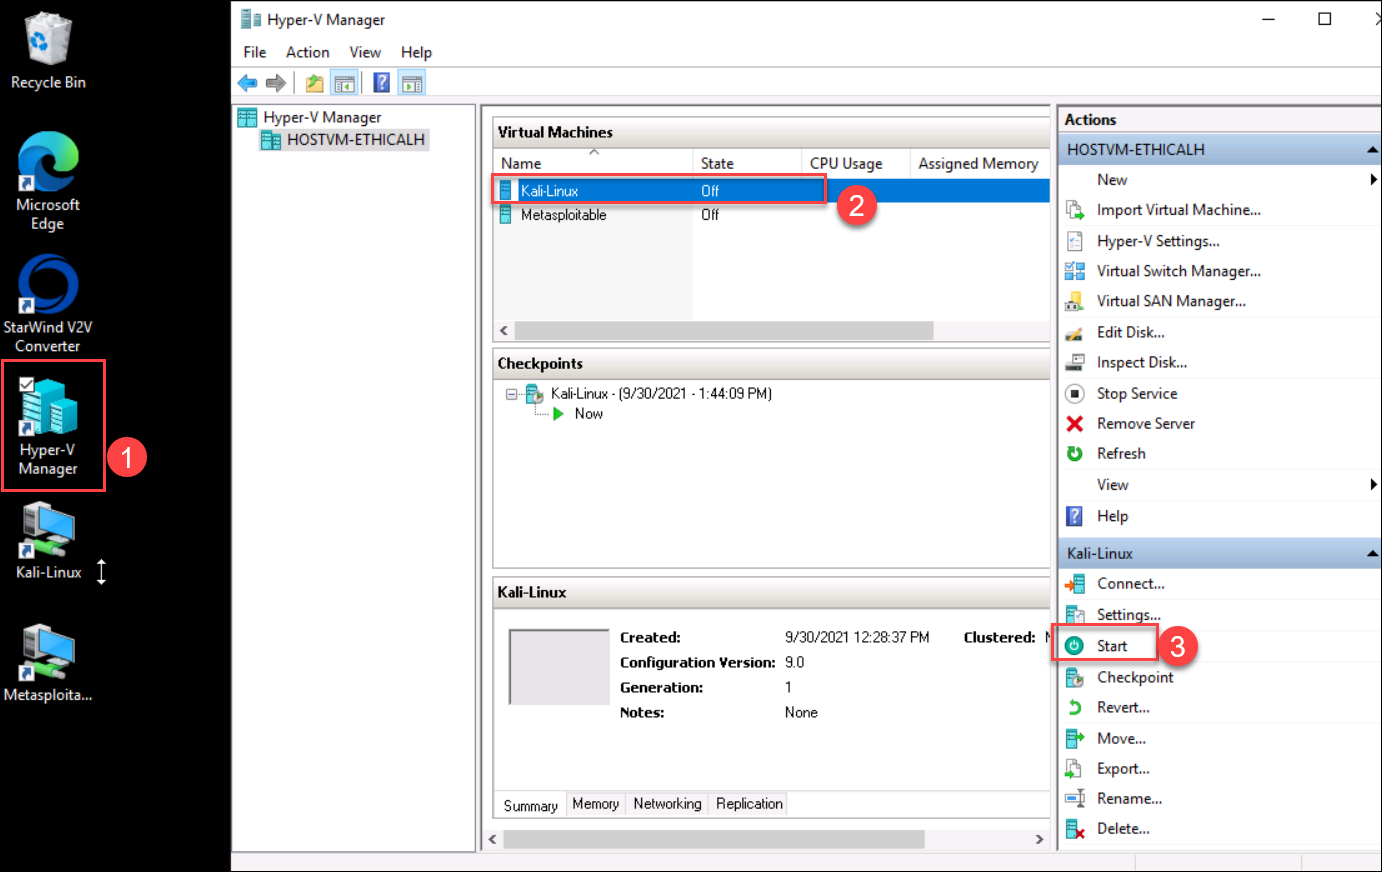 Recycle Bin
Microsoft
Edge
StarWind V2V
Converter
Hyper-V
Manager
1
Kali-Linux
Metasploita...
Hyper-V Manager
File Action View Help
Hyper-V Manager
HOSTVM-ETHICALH
Virtual Machines
Name State CPU Usage Assigned Memory
Kali-Linux Off
2
Metasploitable Off
Checkpoints
Kali-Linux - (9/30/2021 - 1:44:09 PM)
Now
Kali-Linux
Created: 9/30/2021 12:28:37 PM Clustered:
Configuration Version: 9.0
Generation: 1
Notes: None
Summary Memory Networking Replication
Actions
HOSTVM-ETHICALH
New
Import Virtual Machine...
Hyper-V Settings...
Virtual Switch Manager...
Virtual SAN Manager...
Edit Disk...
Inspect Disk...
Stop Service
Remove Server
Refresh
View
Help
Kali-Linux
Connect...
Settings...
Start
3
Checkpoint
Revert...
Move...
Export...
Rename...
Delete...